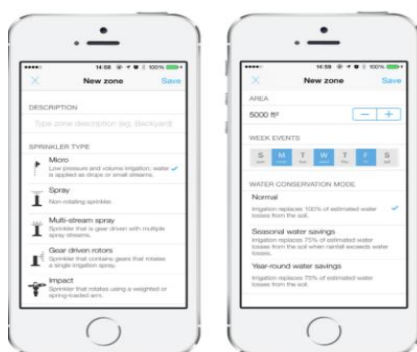 14:58 100%
New zone Save
DESCRIPTION
Type zone description (eg. Backyard)
SPRINKLER TYPE
Micro
Low pressure and volume irrigation; water
is applied as drops or small streams.
Spray
Non-rotating sprinkler.
Multi-stream spray
Sprinkler that is gear driven with multiple
spray streams.
Gear driven rotors
Sprinkler that contains gears that rotates
a single irrigation spray.
Impact
Sprinkler that rotates using a weighted or
spring-loaded arm.
14:59 100%
New zone Save
AREA
5000 ft²
WEEK EVENTS
S M T W T F S
WATER CONSERVATION MODE
Normal
Irrigation replaces 100% of estimated water
losses from the soil.
Seasonal water savings
Irrigation replaces 75% of estimated water
losses from the soil when rainfall exceeds water
losses.
Year-round water savings
Irrigation replaces 75% of estimated water
losses from the soil.